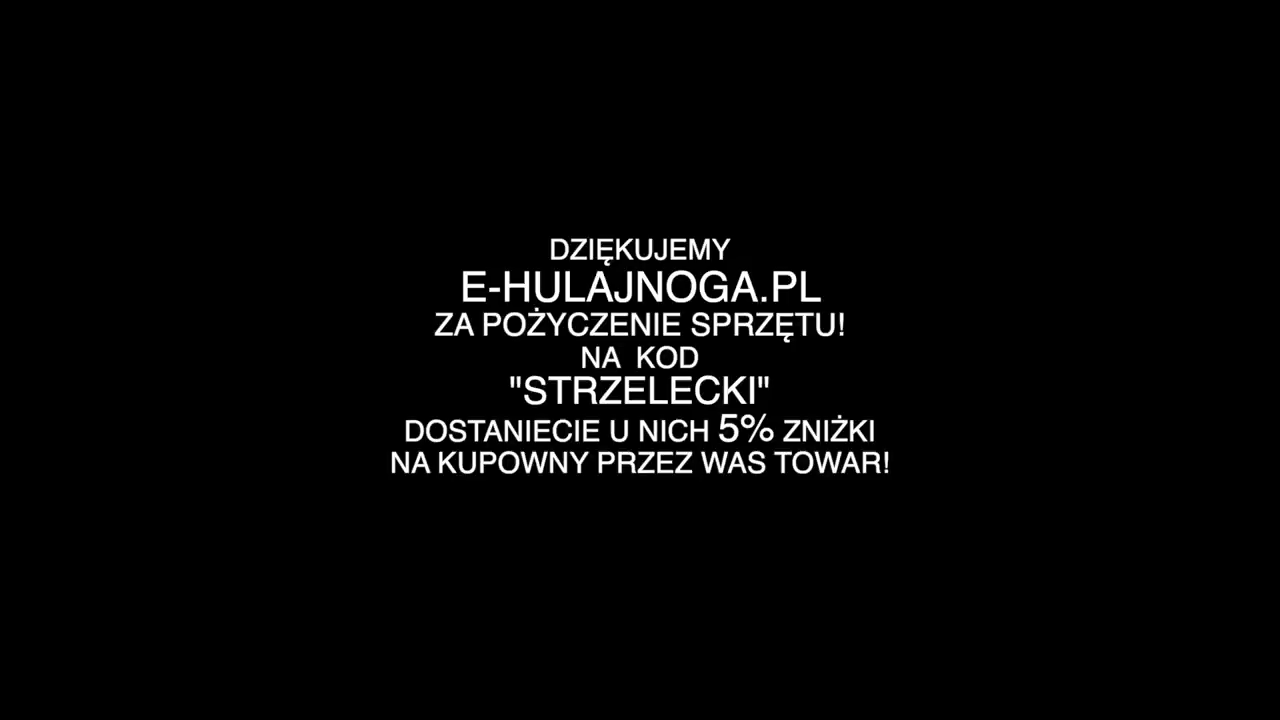 DZIĘKUJEMY
E-HULAJNOGA.PL
ZA POŻYCZENIE SPRZĘTU!
NA KOD
"STRZELECKI"
DOSTANIECIE U NICH 5% ZNIŻKI
NA KUPOWNY PRZEZ WAS TOWAR!